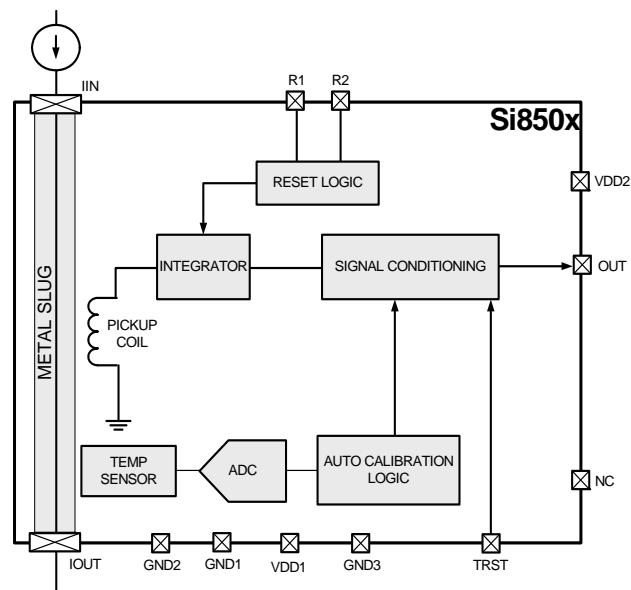 IIN
R1
R2
Si850x
RESET LOGIC
VDD2
INTEGRATOR
SIGNAL CONDITIONING
OUT
METAL SLUG
PICKUP
COIL
TEMP
SENSOR
ADC
AUTO CALIBRATION
LOGIC
NC
IOUT
GND2
GND1
VDD1
GND3
TRST